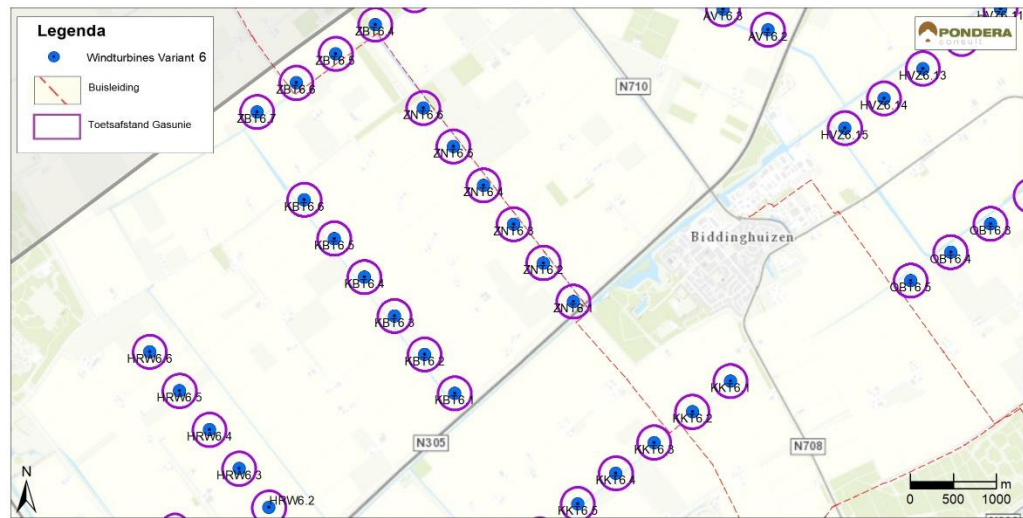 Legenda
Windturbines Variant 6
Buisleiding
Toetsafstand Gasunie
PONDERA
consult
ZBT6.4
ZBT6.5
ZBT6.6
ZBT6.7
AVT6.3
AVT6.2
HVZ6.11
HVZ6.13
HVZ6.14
HVZ6.15
N710
ZNT6.6
ZNT6.5
ZNT6.4
ZNT6.3
ZNT6.2
ZNT6.1
KBT6.6
KBT6.5
KBT6.4
KBT6.3
KBT6.2
KBT6.1
Biddinghuizen
OBT6.3
OBT6.4
OBT6.5
HRW6.6
HRW6.5
HRW6.4
HRW6.3
HRW6.2
KKT6.1
KKT6.2
KKT6.3
KKT6.4
KKT6.5
N305
N708
N
m
0 500 1000